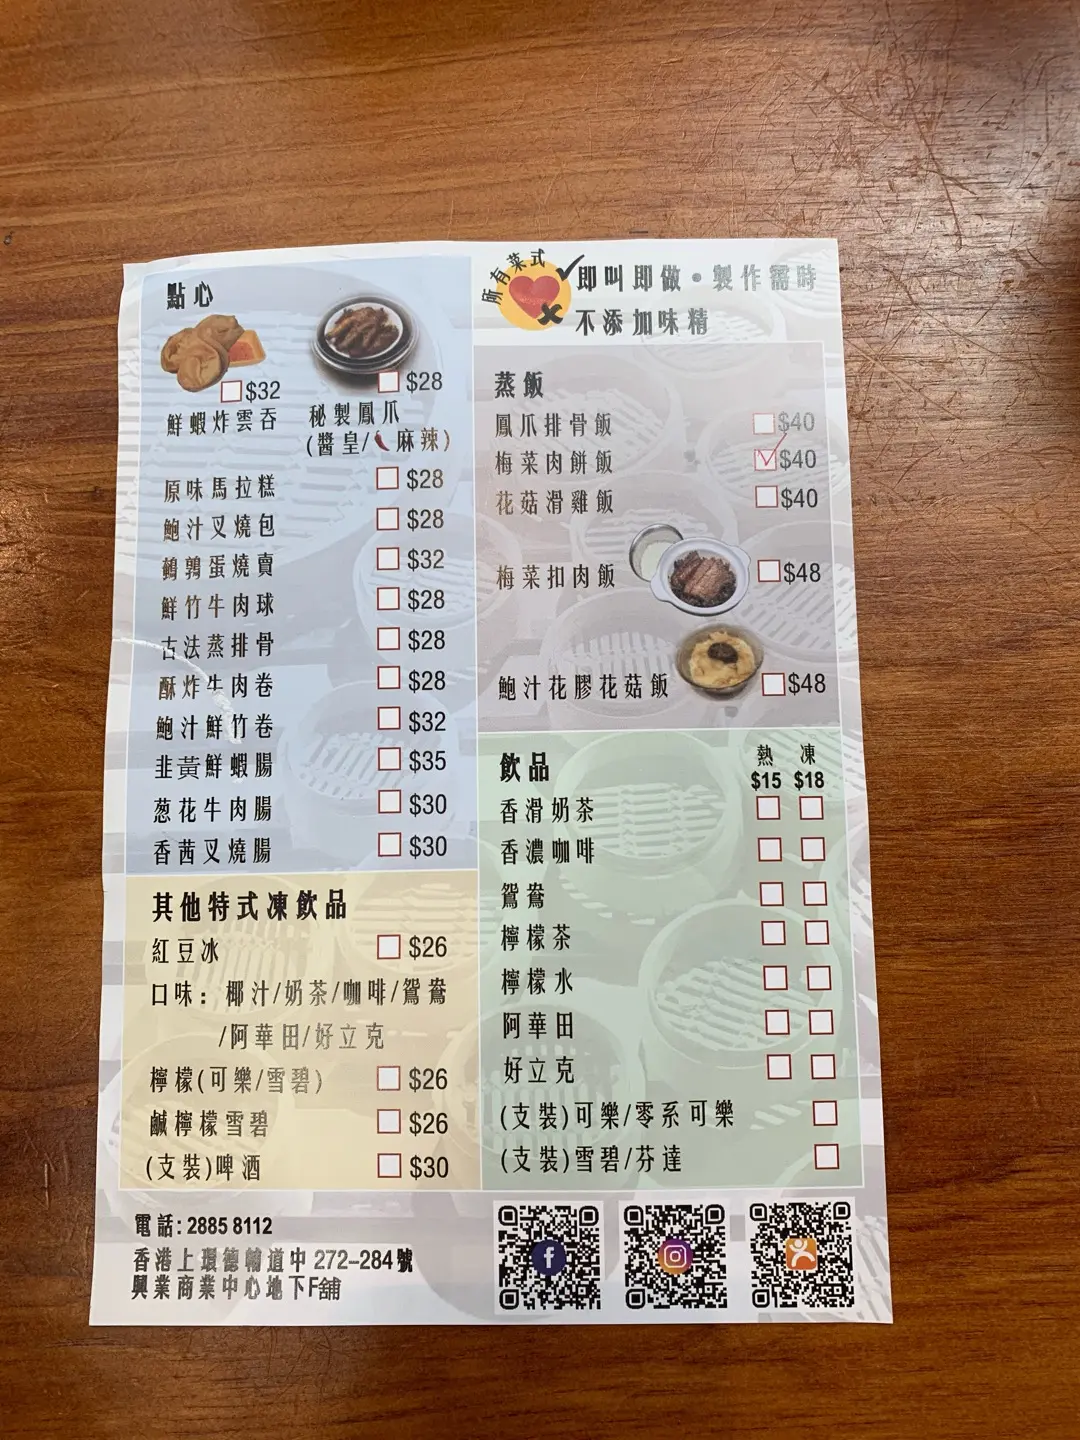 點心
$32
鮮蝦炸雲吞
$28
秘製鳳爪
(醬皇/麻辣)
原味馬拉糕 $28
鮑汁叉燒包 $28
鵪鶉蛋燒賣 $32
鮮竹牛肉球 $28
古法蒸排骨 $28
酥炸牛肉卷 $28
鮑汁鮮竹卷 $32
韭黃鮮蝦腸 $35
葱花牛肉腸 $30
香茜叉燒腸 $30
其他特式凍飲品
紅豆冰 $26
口味：椰汁/奶茶/咖啡/鴛鴦
/阿華田/好立克
檸檬(可樂/雪碧) $26
鹹檸檬雪碧 $26
(支裝)啤酒 $30
所有菜式
即叫即做・製作需時
不添加味精
蒸飯
鳳爪排骨飯 $40
梅菜肉餅飯 $40
花菇滑雞飯 $40
梅菜扣肉飯 $48
鮑汁花膠花菇飯 $48
飲品 熱 凍
$15 $18
香滑奶茶
香濃咖啡
鴛鴦
檸檬茶
檸檬水
阿華田
好立克
(支裝)可樂/零系可樂
(支裝)雪碧/芬達
電話: 2885 8112
香港上環德輔道中 272-284號
興業商業中心地下F舖